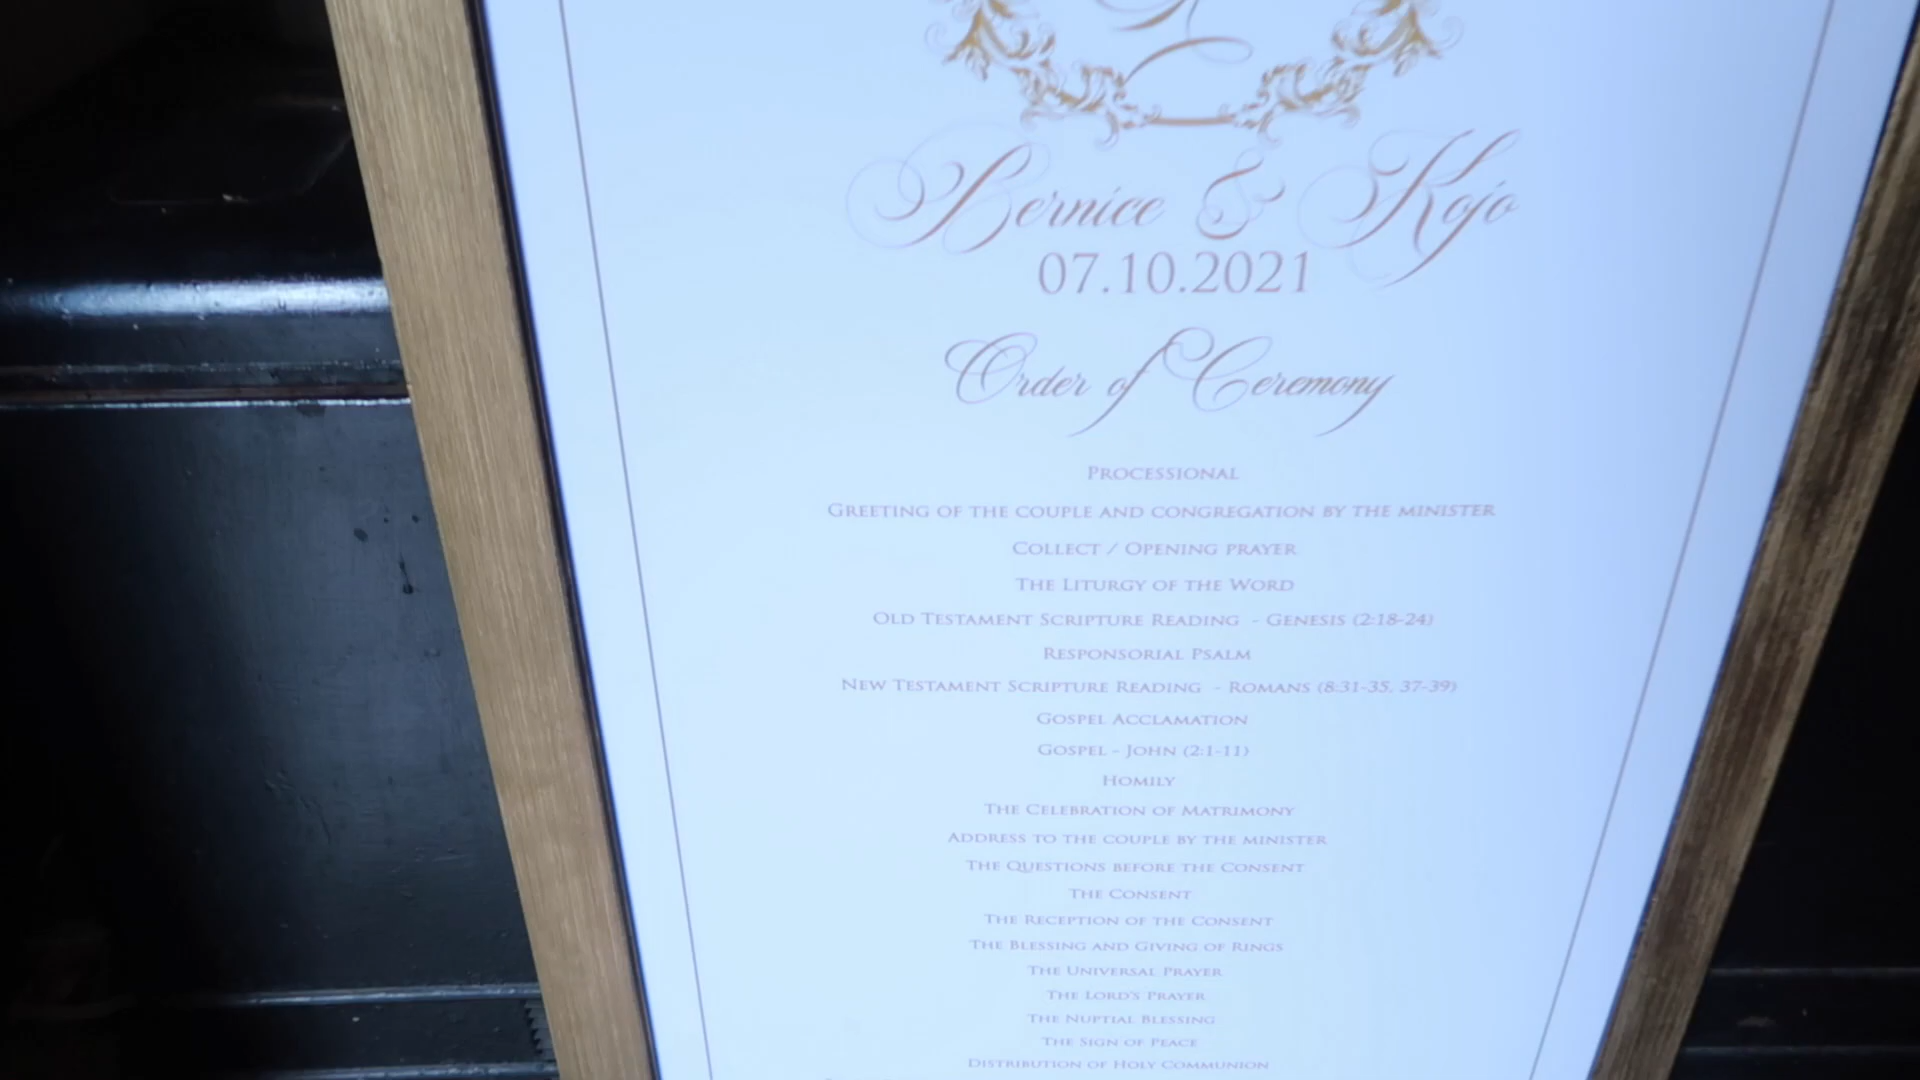 Bernice & Kojo
07.10.2021
Order of Ceremony
PROCESSIONAL
GREETING OF THE COUPLE AND CONGREGATION BY THE MINISTER
COLLECT / OPENING PRAYER
THE LITURGY OF THE WORD
OLD TESTAMENT SCRIPTURE READING - GENESIS (2:18-24)
RESPONSORIAL PSALM
NEW TESTAMENT SCRIPTURE READING - ROMANS (8:31-35, 37-39)
GOSPEL ACCLAMATION
GOSPEL - JOHN (2:1-11)
HOMILY
THE CELEBRATION OF MATRIMONY
ADDRESS TO THE COUPLE BY THE MINISTER
THE QUESTIONS BEFORE THE CONSENT
THE CONSENT
THE RECEPTION OF THE CONSENT
THE BLESSING AND GIVING OF RINGS
THE UNIVERSAL PRAYER
THE LORD'S PRAYER
THE NUPTIAL BLESSING
THE SIGN OF PEACE
DISTRIBUTION OF HOLY COMMUNION